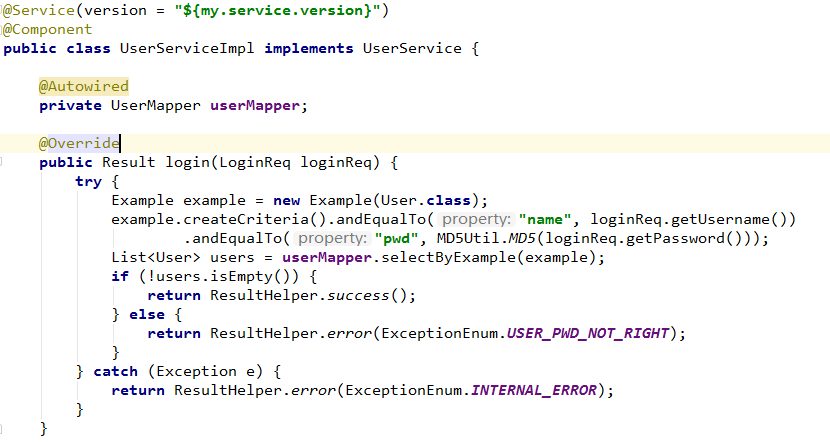 @Service(version = "${my.service.version}")
@Component
public class UserServiceImpl implements UserService {
@Autowired
private UserMapper userMapper;
@Override
public Result login(LoginReq loginReq) {
try {
Example example = new Example(User.class);
example.createCriteria().andEqualTo( property: "name", loginReq.getUsername())
.andEqualTo( property: "pwd", MD5Util.MD5(loginReq.getPassword()));
List<User> users = userMapper.selectByExample(example);
if (!users.isEmpty()) {
return ResultHelper.success();
} else {
return ResultHelper.error(ExceptionEnum.USER_PWD_NOT_RIGHT);
}
} catch (Exception e) {
return ResultHelper.error(ExceptionEnum.INTERNAL_ERROR);
}
}